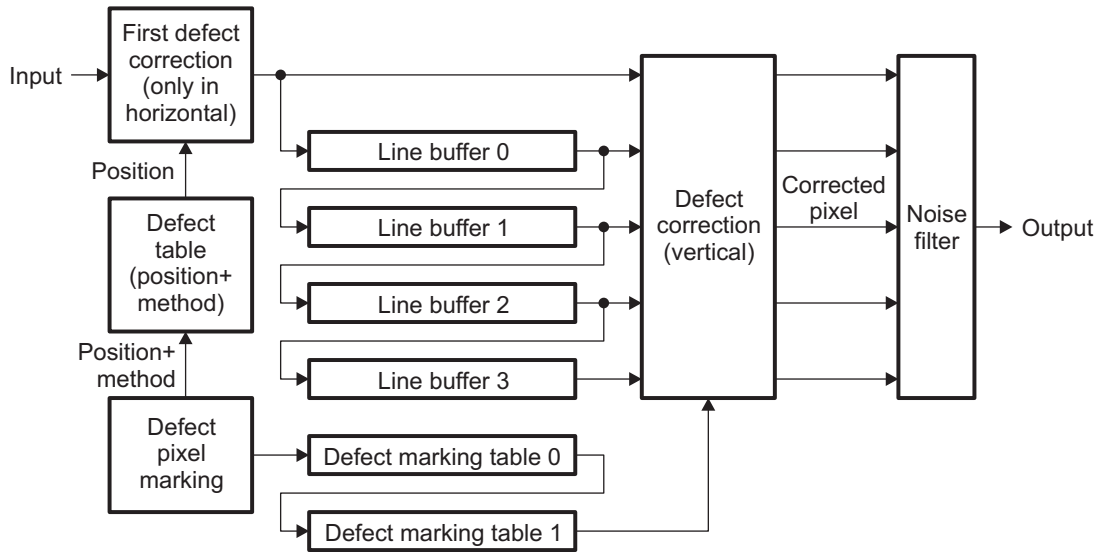 Input
First defect
correction
(only in
horizontal)
Position
Defect
table
(position+
method)
Position+
method
Defect
pixel
marking
Line buffer 0
Line buffer 1
Line buffer 2
Line buffer 3
Defect marking table 0
Defect marking table 1
Defect
correction
(vertical)
Corrected
pixel
Noise
filter
Output